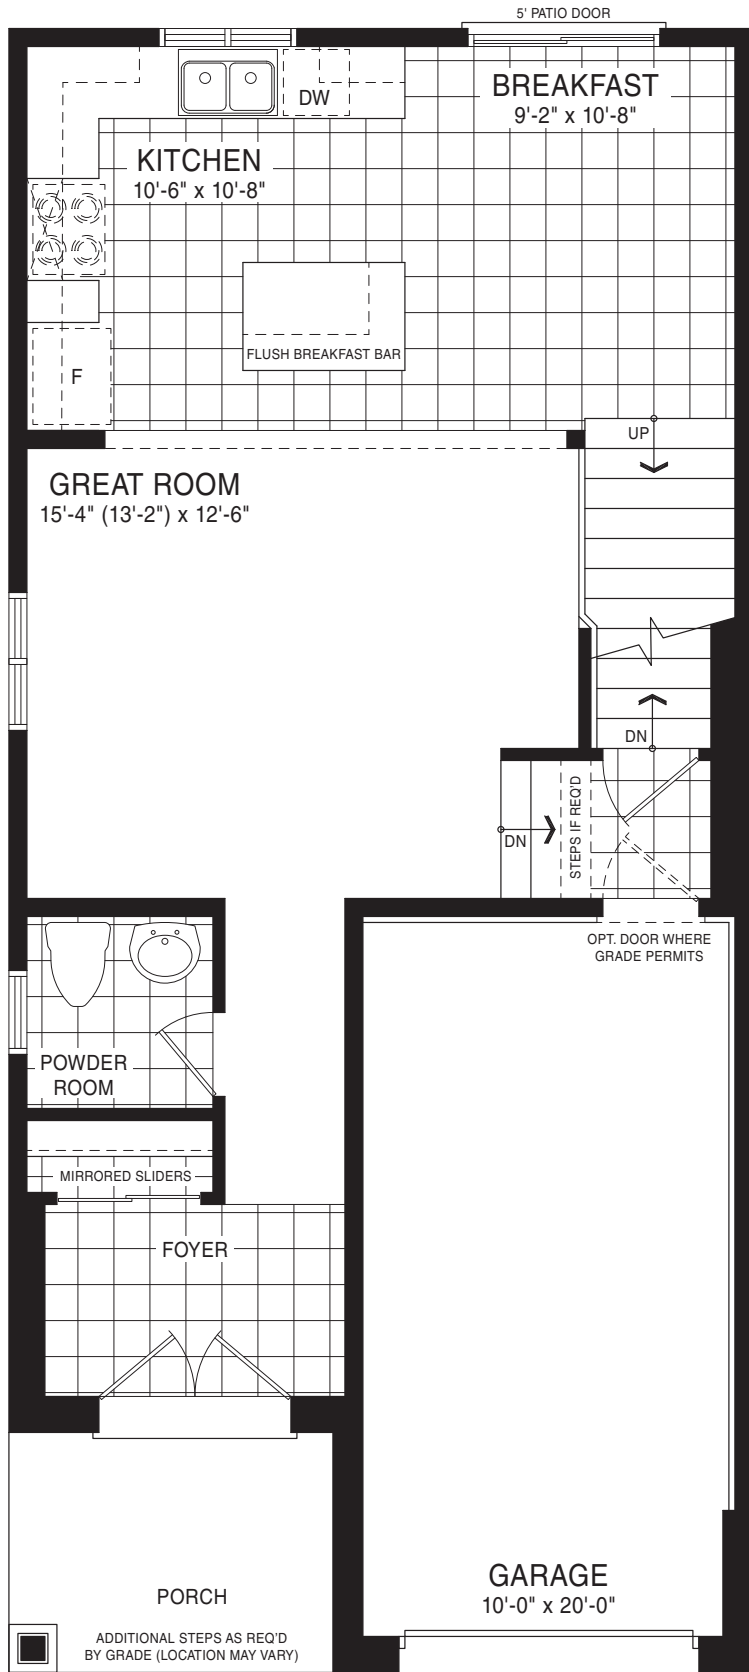 5' PATIO DOOR
BREAKFAST
9'-2" x 10'-8"
DW
KITCHEN
10'-6" x 10'-8"
FLUSH BREAKFAST BAR
F
UP
GREAT ROOM
15'-4" (13'-2") x 12'-6"
DN
DN
STEPS IF REQ'D
OPT. DOOR WHERE
GRADE PERMITS
POWDER
ROOM
MIRRORED SLIDERS
FOYER
GARAGE
10'-0" x 20'-0"
PORCH
ADDITIONAL STEPS AS REQ'D
BY GRADE (LOCATION MAY VARY)